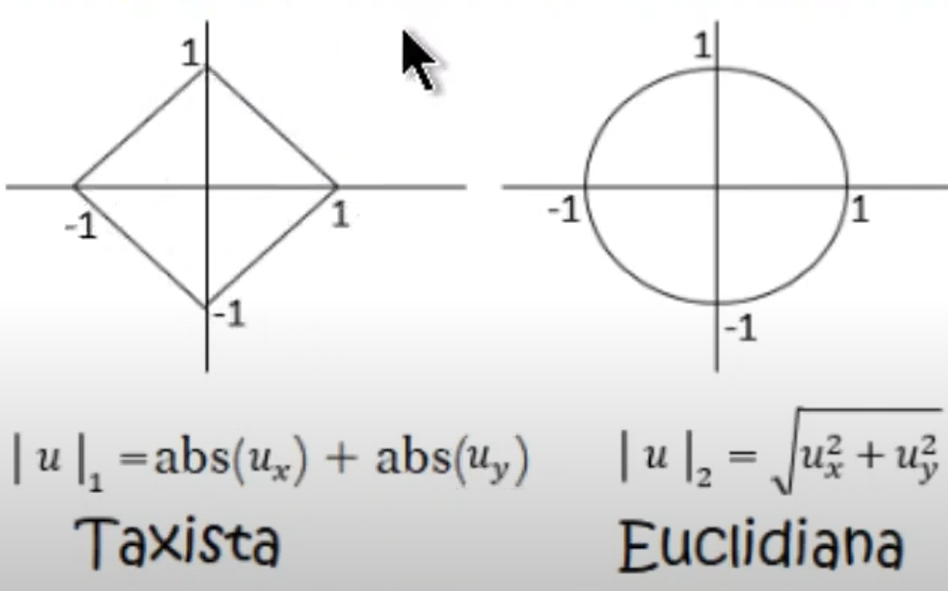 1
1
-1
1
-1
1
-1
-1
| u |₁ =abs(uₓ) + abs(u_y)
| u |₂ = √(uₓ² + u_y²)
Taxista
Euclidiana